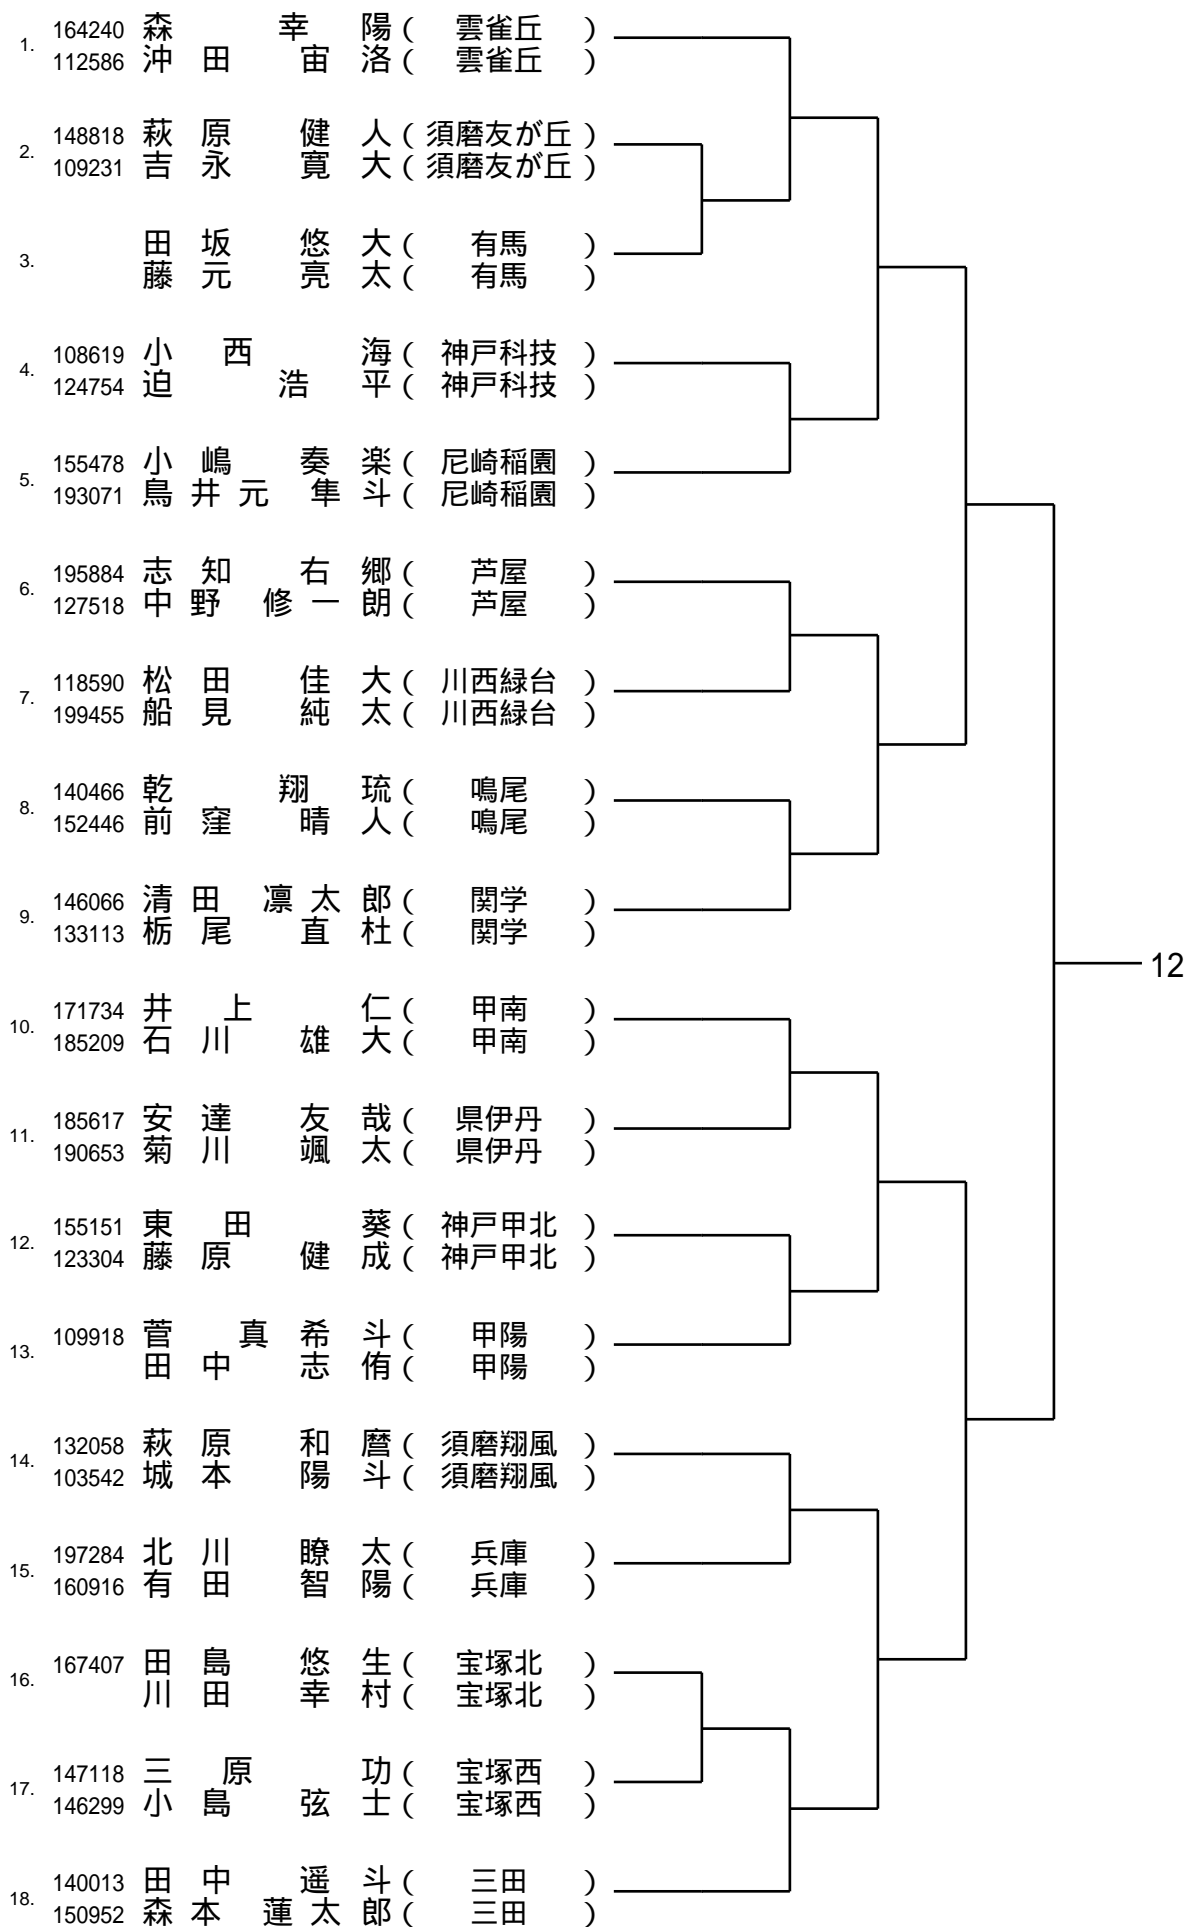 1. 164240 森 幸 陽 ( 雲雀丘 )
112586 沖 田 宙 洛 ( 雲雀丘 )
2. 148818 萩 原 健 人 ( 須磨友が丘 )
109231 吉 永 寛 大 ( 須磨友が丘 )
3. 田 坂 悠 大 ( 有馬 )
藤 元 亮 太 ( 有馬 )
4. 108619 小 西 海 ( 神戸科技 )
124754 迫 浩 平 ( 神戸科技 )
5. 155478 小 嶋 奏 楽 ( 尼崎稲園 )
193071 鳥 井 元 隼 斗 ( 尼崎稲園 )
6. 195884 志 知 右 郷 ( 芦屋 )
127518 中 野 修 一 朗 ( 芦屋 )
7. 118590 松 田 佳 大 ( 川西緑台 )
199455 船 見 純 太 ( 川西緑台 )
8. 140466 乾 翔 琉 ( 鳴尾 )
152446 前 窪 晴 人 ( 鳴尾 )
9. 146066 清 田 凛 太 郎 ( 関学 )
133113 栃 尾 直 杜 ( 関学 )
12
10. 171734 井 上 仁 ( 甲南 )
185209 石 川 雄 大 ( 甲南 )
11. 185617 安 達 友 哉 ( 県伊丹 )
190653 菊 川 颯 太 ( 県伊丹 )
12. 155151 東 田 葵 ( 神戸甲北 )
123304 藤 原 健 成 ( 神戸甲北 )
13. 109918 菅 真 希 斗 ( 甲陽 )
田 中 志 侑 ( 甲陽 )
14. 132058 萩 原 和 麿 ( 須磨翔風 )
103542 城 本 陽 斗 ( 須磨翔風 )
15. 197284 北 川 瞭 太 ( 兵庫 )
160916 有 田 智 陽 ( 兵庫 )
16. 167407 田 島 悠 生 ( 宝塚北 )
川 田 幸 村 ( 宝塚北 )
17. 147118 三 原 功 ( 宝塚西 )
146299 小 島 弦 士 ( 宝塚西 )
18. 140013 田 中 遥 斗 ( 三田 )
150952 森 本 蓮 太 郎 ( 三田 )